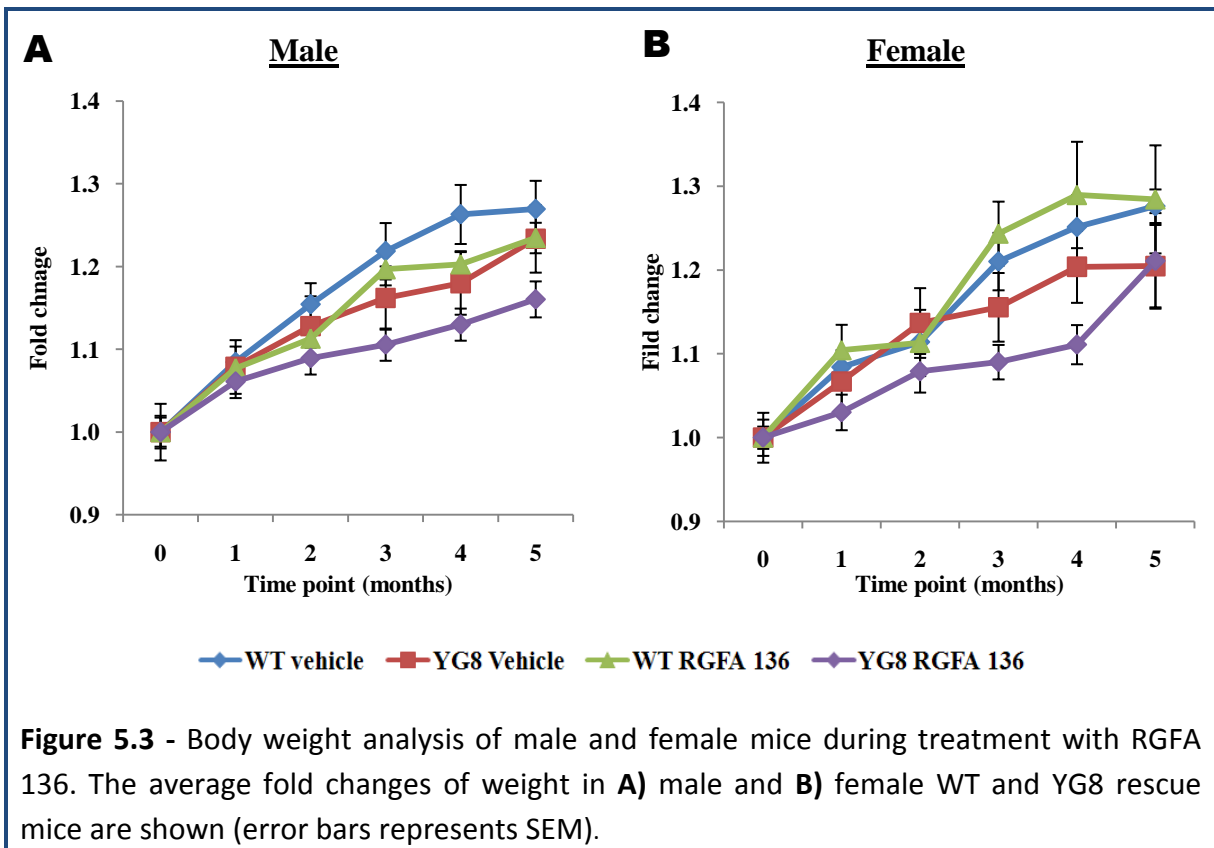 A
Male
Fold chnage
1.4
1.3
1.2
1.1
1.0
0.9
0 1 2 3 4 5
Time point (months)
B
Female
Fild change
1.4
1.3
1.2
1.1
1.0
0.9
0 1 2 3 4 5
Time point (months)
WT vehicle YG8 Vehicle WT RGFA 136 YG8 RGFA 136
Figure 5.3 - Body weight analysis of male and female mice during treatment with RGFA
136. The average fold changes of weight in A) male and B) female WT and YG8 rescue
mice are shown (error bars represents SEM).